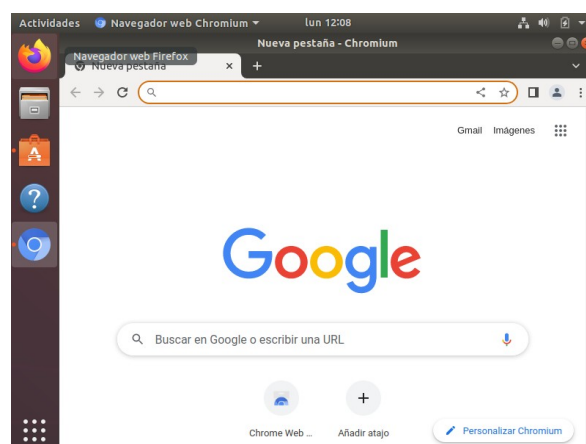 Actividades Navegador web Chromium lun 12:08
Nueva pestaña - Chromium
Navegador web Firefox
Nueva pestaña
Gmail Imágenes
Google
Buscar en Google o escribir una URL
Chrome Web ... Añadir atajo
Personalizar Chromium